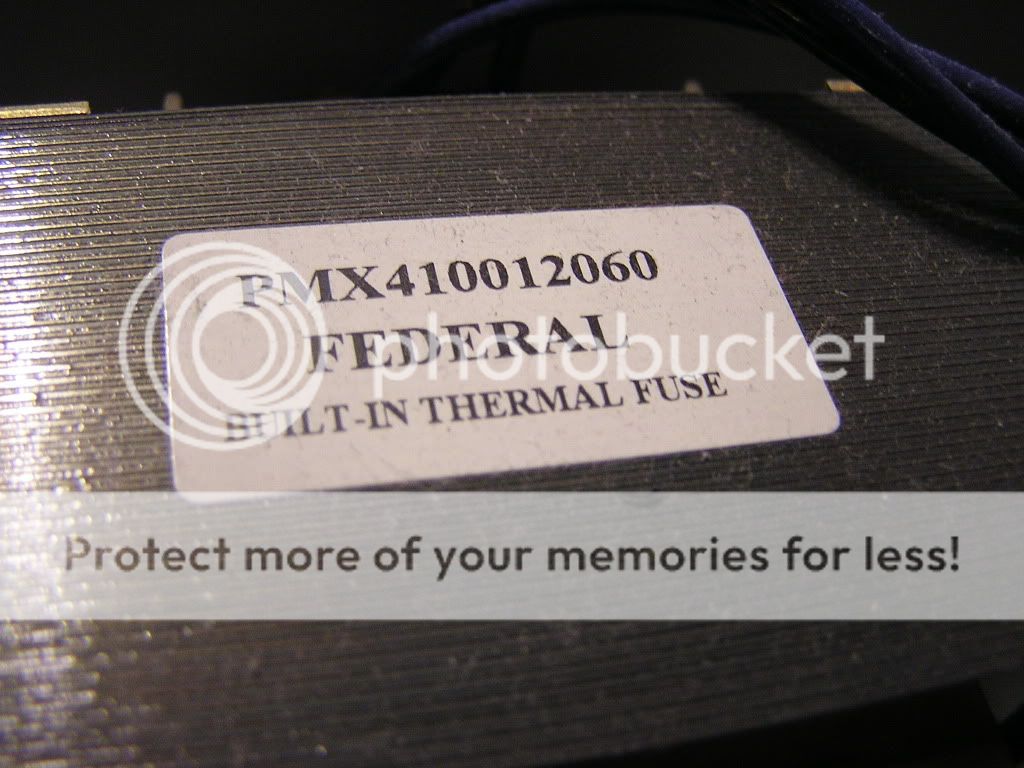 PMX410012060
FEDERAL
photobucket
BUILT-IN THERMAL FUSE
Protect more of your memories for less!